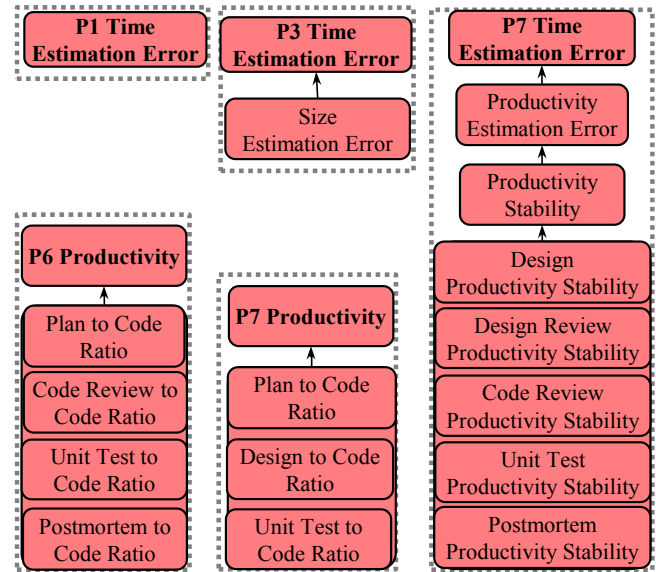 P1 Time
Estimation Error
P3 Time
Estimation Error
Size
Estimation Error
P7 Time
Estimation Error
Productivity
Estimation Error
Productivity
Stability
Design
Productivity Stability
Design Review
Productivity Stability
Code Review
Productivity Stability
Unit Test
Productivity Stability
Postmortem
Productivity Stability
P6 Productivity
Plan to Code
Ratio
Code Review to
Code Ratio
Unit Test to
Code Ratio
Postmortem to
Code Ratio
P7 Productivity
Plan to Code
Ratio
Design to Code
Ratio
Unit Test to
Code Ratio